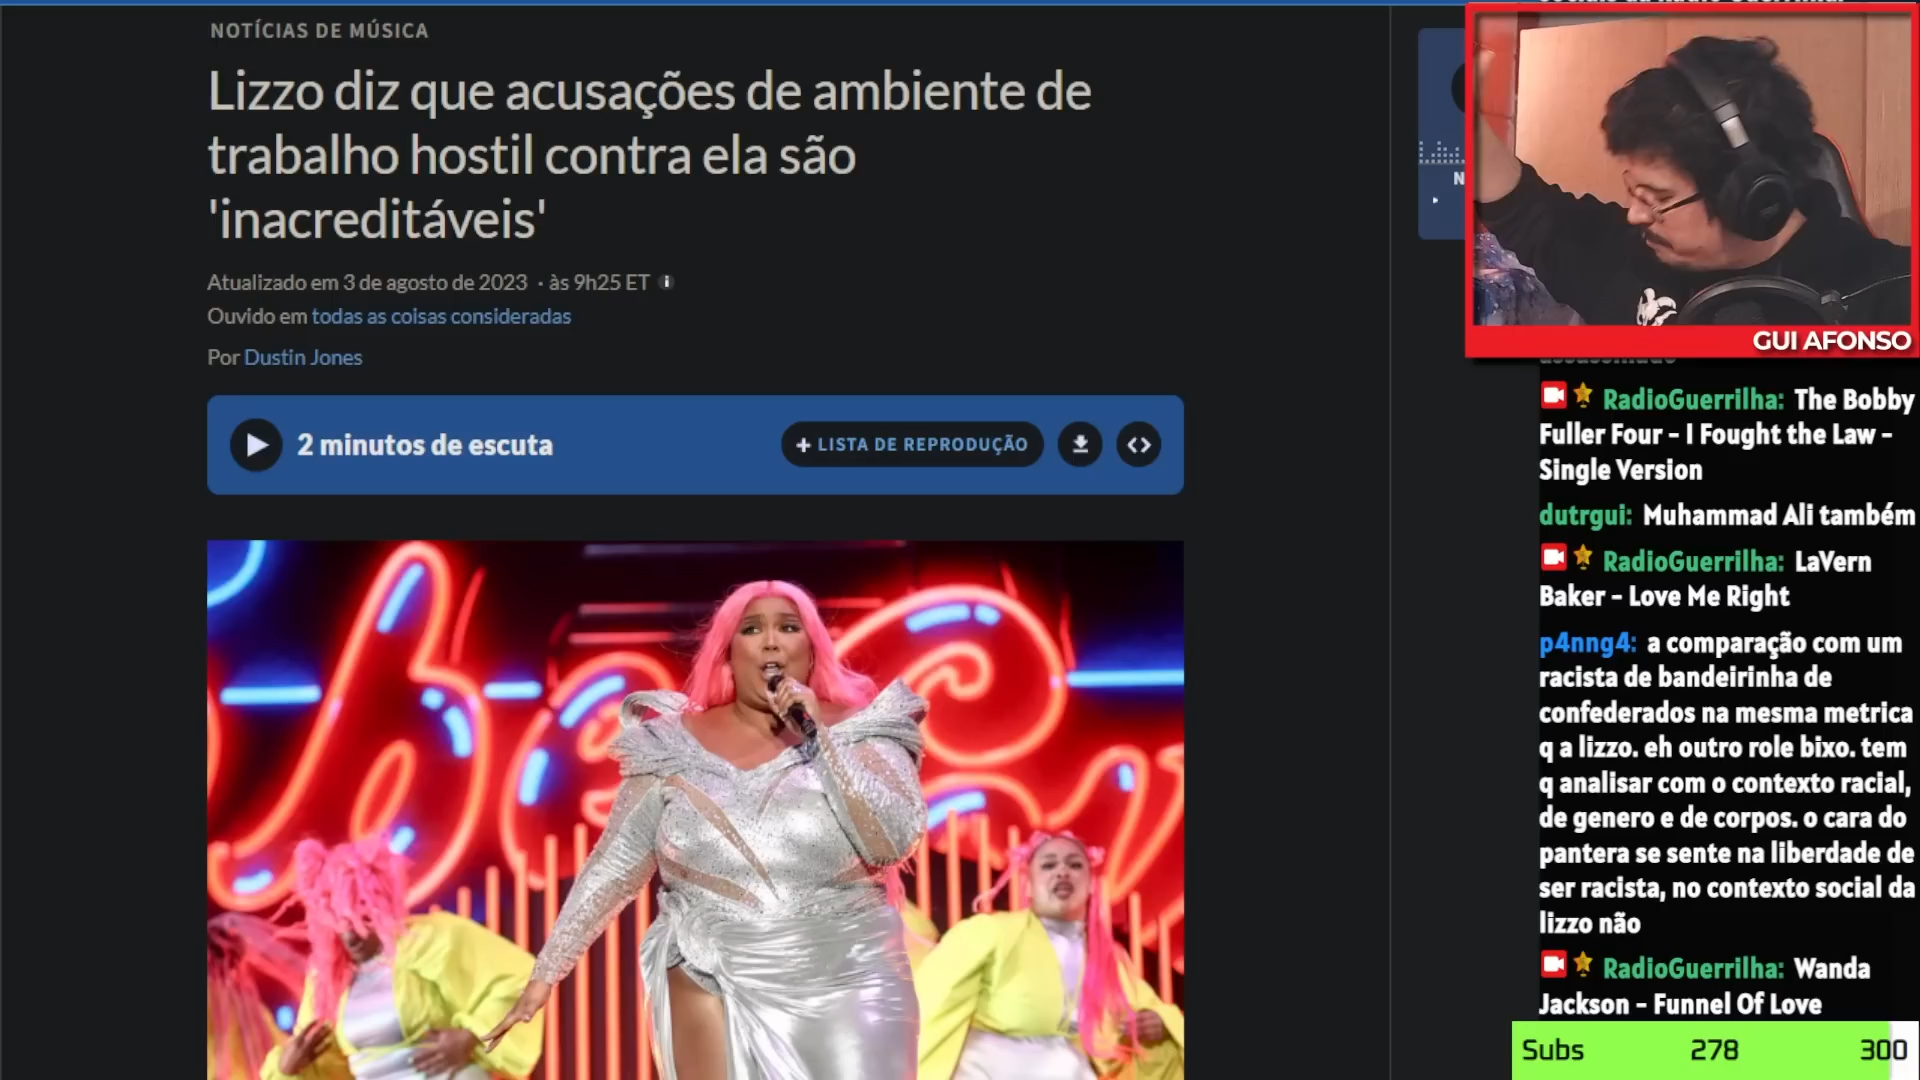 NOTÍCIAS DE MÚSICA
Lizzo diz que acusações de ambiente de
trabalho hostil contra ela são
'inacreditáveis'
Atualizado em 3 de agosto de 2023 · às 9h25 ET
Ouvido em todas as coisas consideradas
Por Dustin Jones
2 minutos de escuta
+ LISTA DE REPRODUÇÃO
N
GUI AFONSO
RadioGuerrilha: The Bobby
Fuller Four - I Fought the Law -
Single Version
dutrgui: Muhammad Ali também
RadioGuerrilha: LaVern
Baker - Love Me Right
p4nng4: a comparação com um
racista de bandeirinha de
confederados na mesma metrica
q a lizzo. eh outro role bixo. tem
q analisar com o contexto racial,
de genero e de corpos. o cara do
pantera se sente na liberdade de
ser racista, no contexto social da
lizzo não
RadioGuerrilha: Wanda
Jackson - Funnel Of Love
Subs 278 300